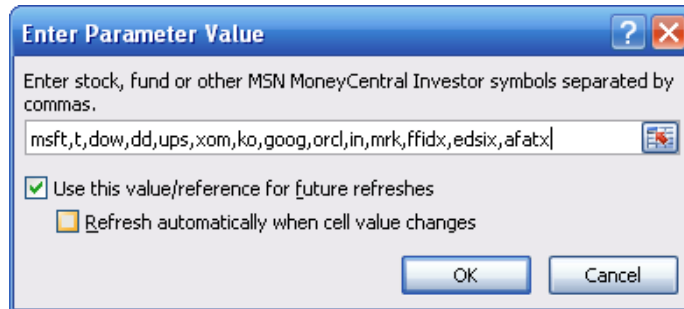 Enter Parameter Value
Enter stock, fund or other MSN MoneyCentral Investor symbols separated by
commas.
msft,t,dow,dd,ups,xom,ko,goog,orcl,in,mrk,ffidx,edsix,afatx
Use this value/reference for future refreshes
Refresh automatically when cell value changes
OK Cancel